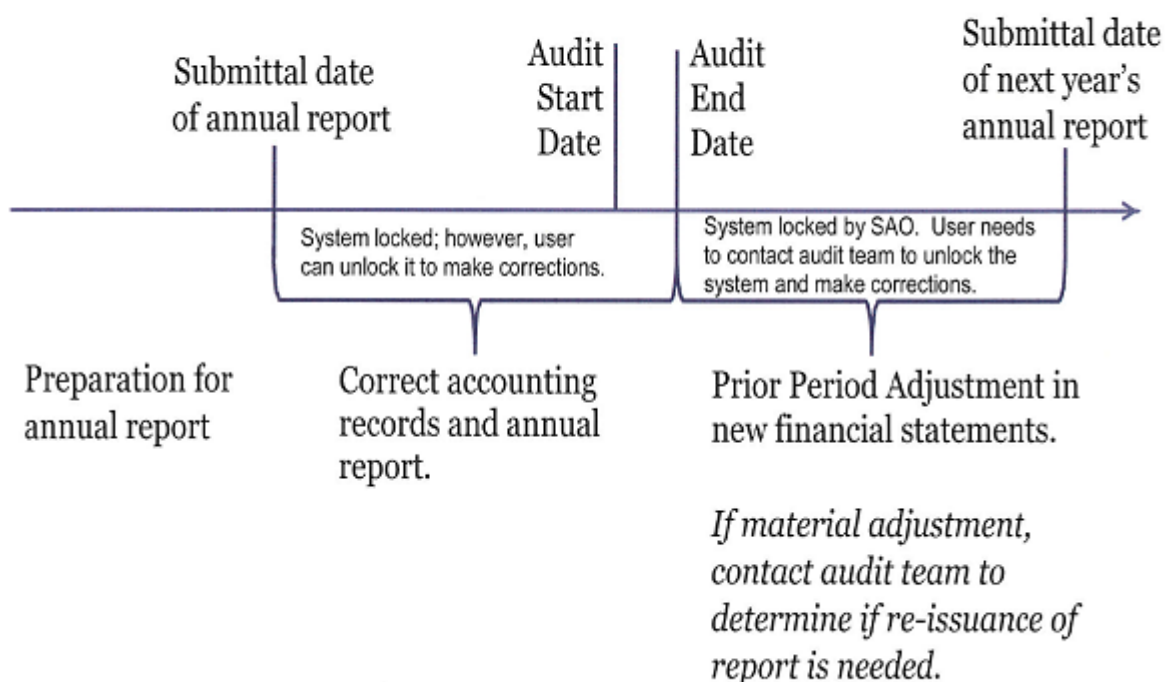 Submittal date
of annual report
Audit
Start
Date
Audit
End
Date
Submittal date
of next year's
annual report
System locked; however, user
can unlock it to make corrections.
System locked by SAO.  User needs
to contact audit team to unlock the
system and make corrections.
Preparation for
annual report
Correct accounting
records and annual
report.
Prior Period Adjustment in
new financial statements.
If material adjustment,
contact audit team to
determine if re-issuance of
report is needed.